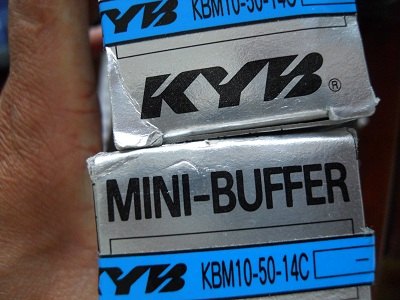 KYB KBM10-50-14C
KYB®
MINI-BUFFER
KYB KBM10-50-14C -